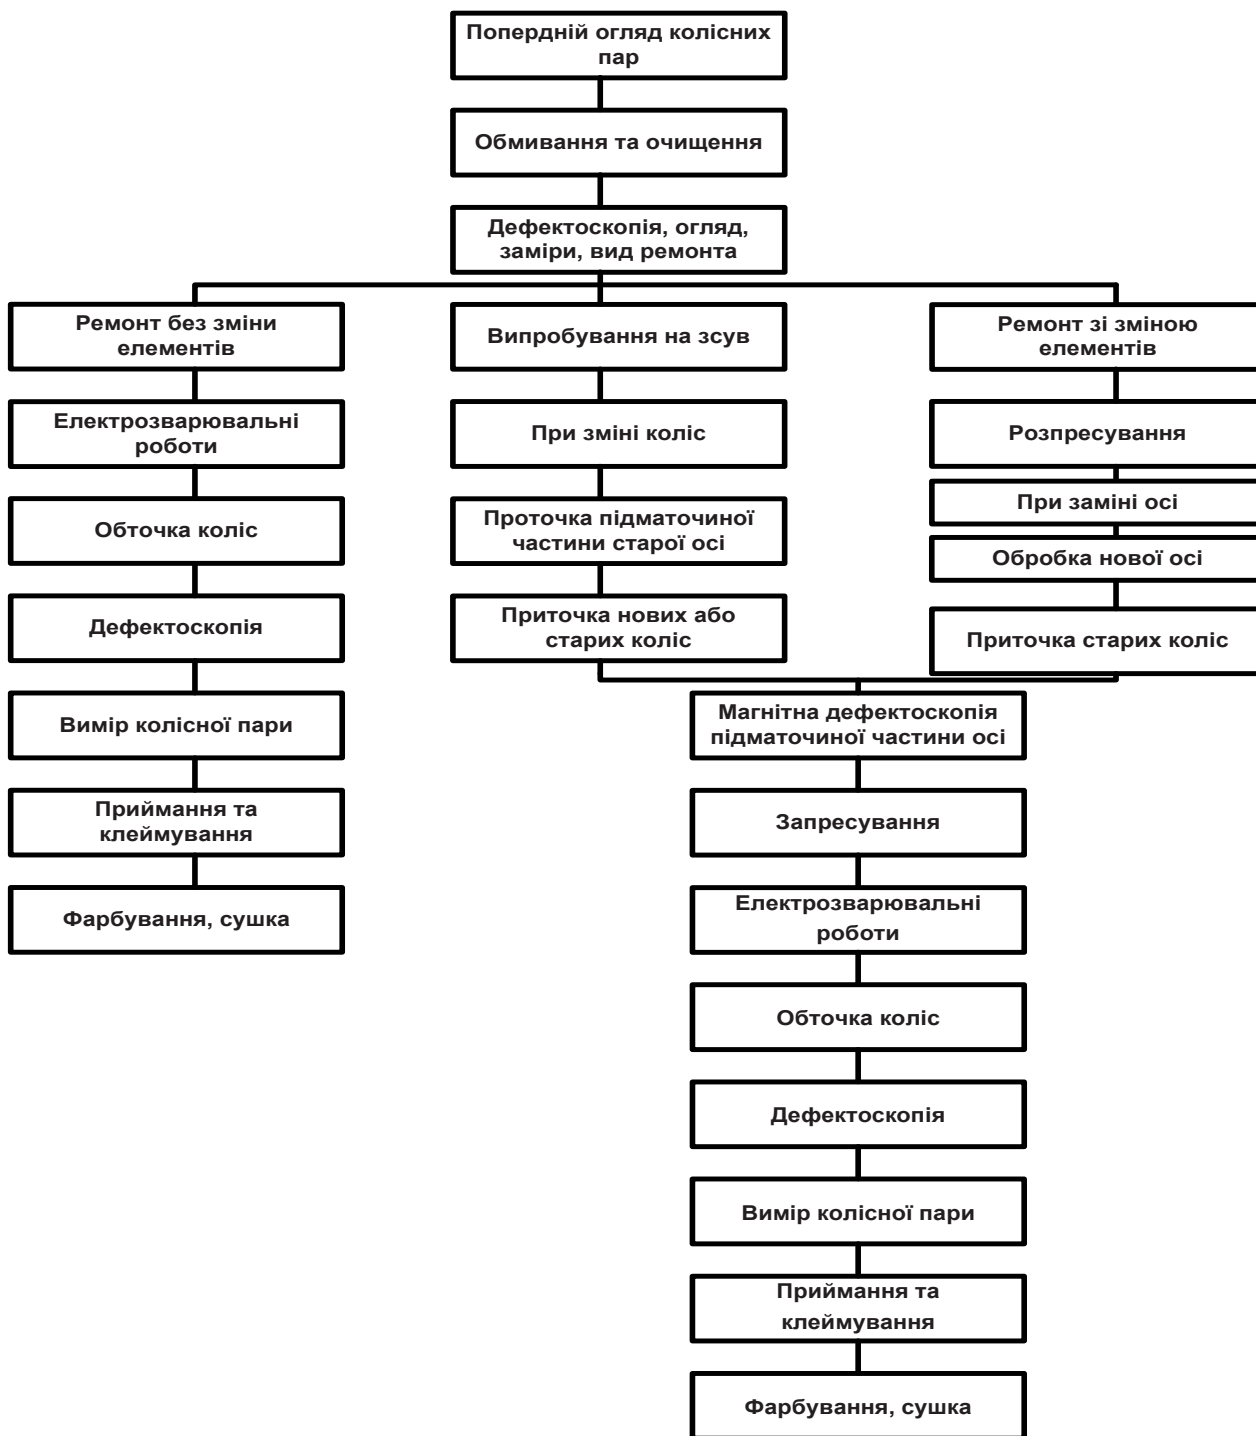 Попердній огляд колісних
пар
Обмивання та очищення
Дефектоскопія, огляд,
заміри, вид ремонта
Ремонт без зміни
елементів
Електрозварювальні
роботи
Обточка коліс
Дефектоскопія
Вимір колісної пари
Приймання та
клеймування
Фарбування, сушка
Випробування на зсув
При зміні коліс
Проточка підматочиної
частини старої осі
Приточка нових або
старих коліс
Ремонт зі зміною
елементів
Розпресування
При заміні осі
Обробка нової осі
Приточка старих коліс
Магнітна дефектоскопія
підматочиної частини осі
Запресування
Електрозварювальні
роботи
Обточка коліс
Дефектоскопія
Вимір колісної пари
Приймання та
клеймування
Фарбування, сушка